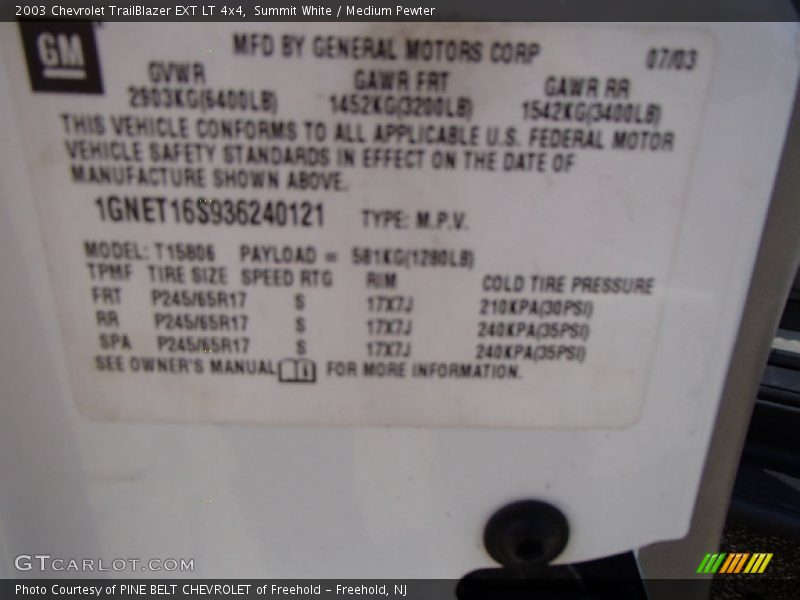 2003 Chevrolet TrailBlazer EXT LT 4x4, Summit White / Medium Pewter
GM
MFD BY GENERAL MOTORS CORP 07/03
GVWR GAWR FRT GAWR RR
2903KG(6400LB) 1452KG(3200LB) 1542KG(3400LB)
THIS VEHICLE CONFORMS TO ALL APPLICABLE U.S. FEDERAL MOTOR
VEHICLE SAFETY STANDARDS IN EFFECT ON THE DATE OF
MANUFACTURE SHOWN ABOVE.
1GNET16S936240121 TYPE: M.P.V.
MODEL: T15806 PAYLOAD = 581KG(1280LB)
TPMF TIRE SIZE SPEED RTG RIM COLD TIRE PRESSURE
FRT P245/65R17 S 17X7J 210KPA(30PSI)
RR P245/65R17 S 17X7J 240KPA(35PSI)
SPA P245/65R17 S 17X7J 240KPA(35PSI)
SEE OWNER'S MANUAL FOR MORE INFORMATION.
GTCARLOT.COM
Photo Courtesy of PINE BELT CHEVROLET of Freehold - Freehold, NJ